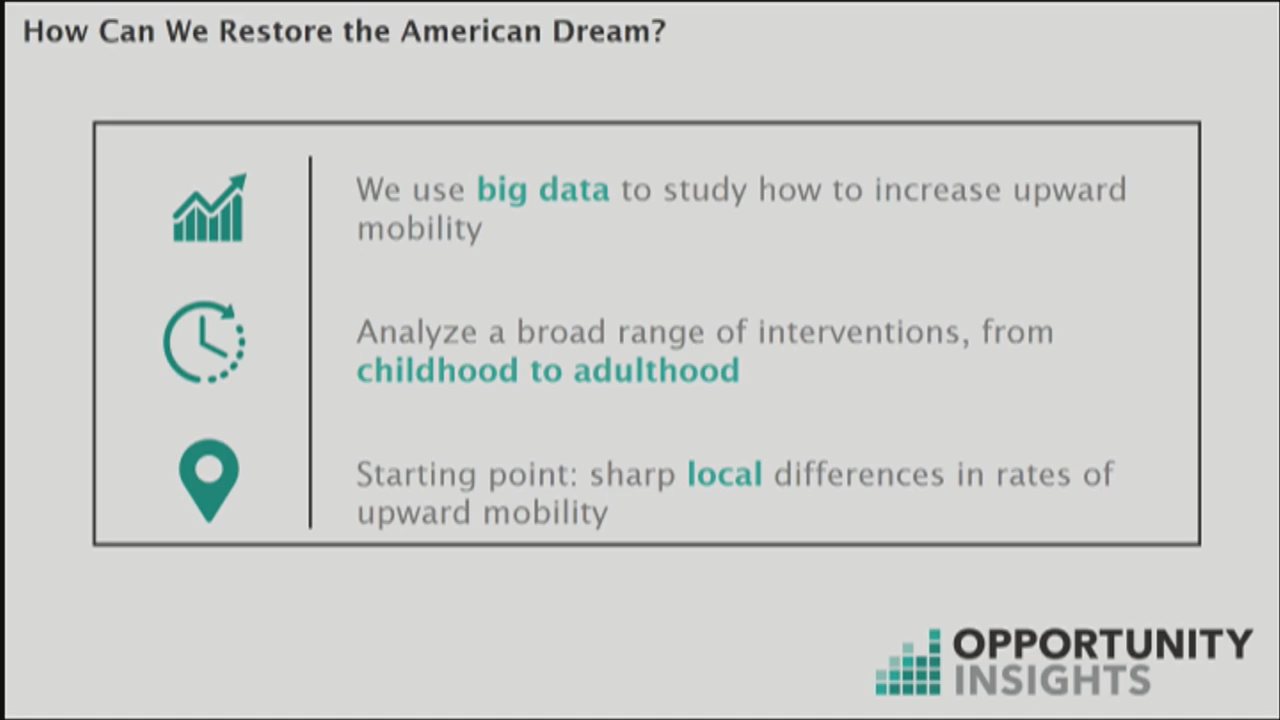 How Can We Restore the American Dream?
We use big data to study how to increase upward
mobility
Analyze a broad range of interventions, from
childhood to adulthood
Starting point: sharp local differences in rates of
upward mobility
OPPORTUNITY
INSIGHTS